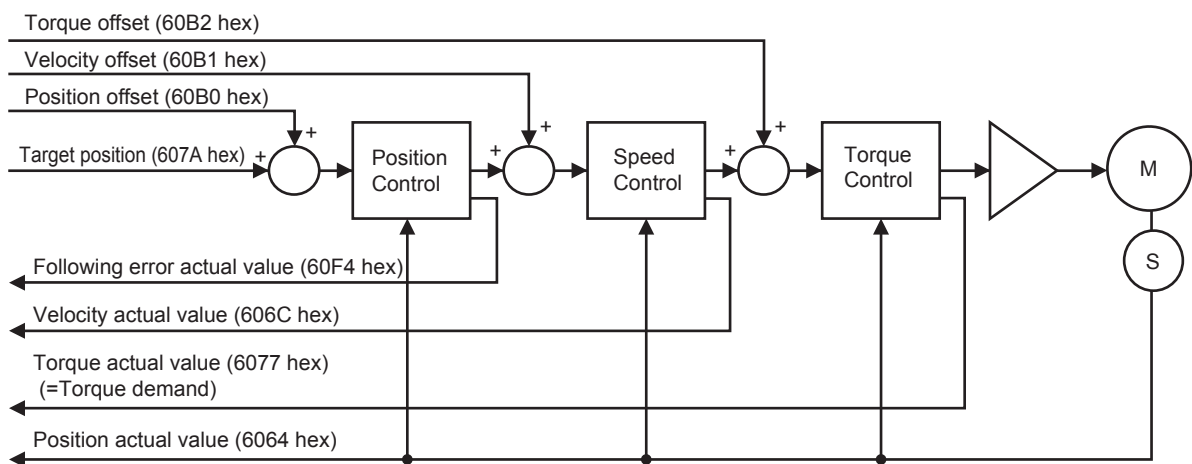 Torque offset (60B2 hex)
Velocity offset (60B1 hex)
Position offset (60B0 hex)
+
+
+
Target position (607A hex)
+
Position
Control
+
Speed
Control
+
Torque
Control
M
S
Following error actual value (60F4 hex)
Velocity actual value (606C hex)
Torque actual value (6077 hex)
(=Torque demand)
Position actual value (6064 hex)